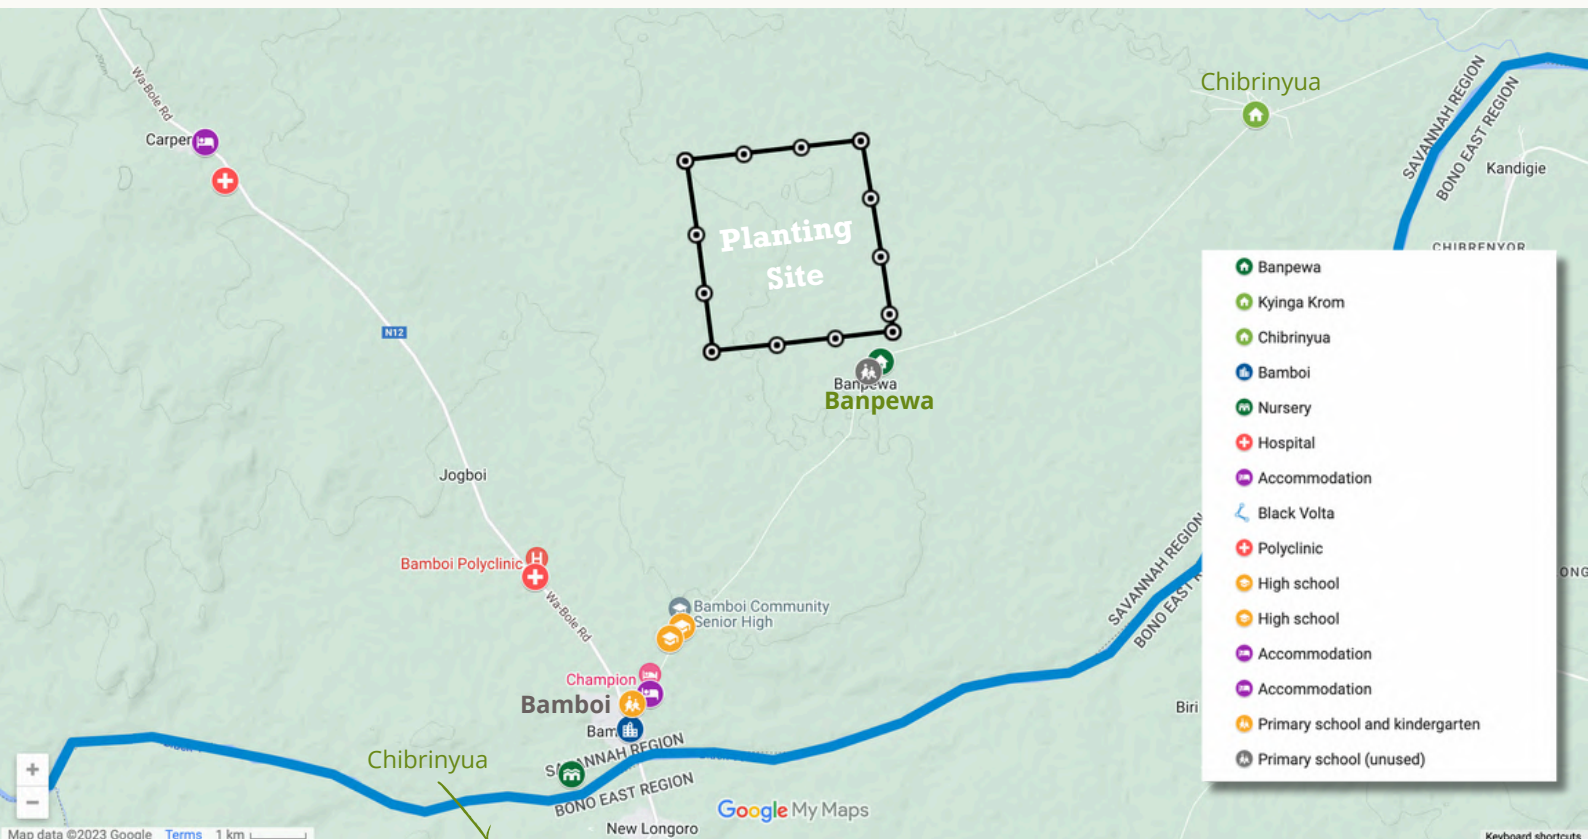 Chibrinyua
Wa-Bole Rd
Carper
SAVANNAH REGION
BONO EAST REGION
Kandigie
Planting
Site
CHIBRENYOR
N12
Banpewa
Banpewa
Jogboi
Bamboi Polyclinic
H
Wa-Bole Rd
Bamboi Community
Senior High
SAVANNAH REGION
BONO EAST R
Champion
Bamboi
Bam
Biri
ONG
Chibrinyua
SAVANNAH REGION
BONO EAST REGION
New Longoro
Google My Maps
Banpewa
Kyinga Krom
Chibrinyua
Bamboi
Nursery
Hospital
Accommodation
Black Volta
Polyclinic
High school
High school
Accommodation
Accommodation
Primary school and kindergarten
Primary school (unused)
+
−
Map data ©2023 Google Terms 1 km
Keyboard shortcuts